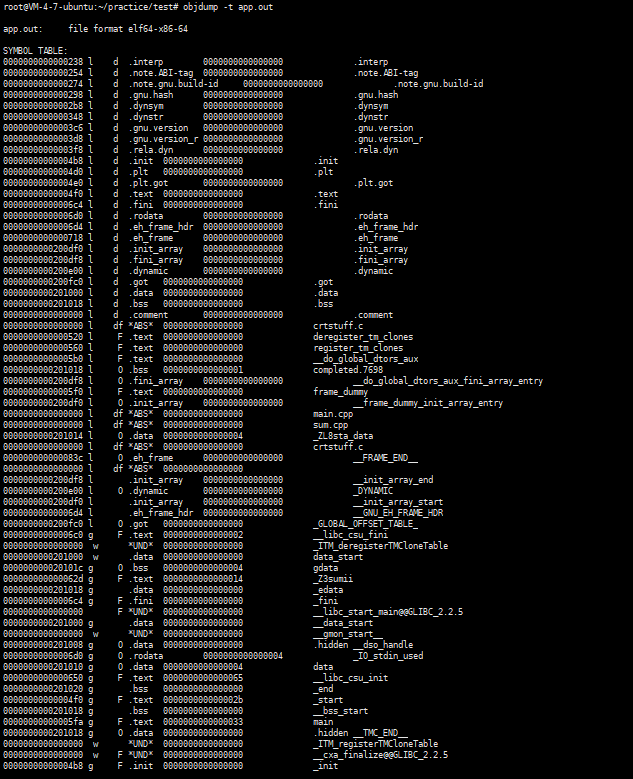 root@VM-4-7-ubuntu:~/practice/test# objdump -t app.out
app.out:     file format elf64-x86-64
SYMBOL TABLE:
0000000000000238 l    d  .interp        0000000000000000              .interp
0000000000000254 l    d  .note.ABI-tag  0000000000000000              .note.ABI-tag
0000000000000274 l    d  .note.gnu.build-id     0000000000000000              .note.gnu.build-id
0000000000000298 l    d  .gnu.hash      0000000000000000              .gnu.hash
00000000000002b8 l    d  .dynsym        0000000000000000              .dynsym
0000000000000348 l    d  .dynstr        0000000000000000              .dynstr
00000000000003c6 l    d  .gnu.version   0000000000000000              .gnu.version
00000000000003d8 l    d  .gnu.version_r 0000000000000000              .gnu.version_r
00000000000003f8 l    d  .rela.dyn      0000000000000000              .rela.dyn
00000000000004b8 l    d  .init  0000000000000000              .init
00000000000004d0 l    d  .plt   0000000000000000              .plt
00000000000004e0 l    d  .plt.got       0000000000000000              .plt.got
00000000000004f0 l    d  .text  0000000000000000              .text
00000000000006c4 l    d  .fini  0000000000000000              .fini
00000000000006d0 l    d  .rodata        0000000000000000              .rodata
00000000000006d4 l    d  .eh_frame_hdr  0000000000000000              .eh_frame_hdr
0000000000000718 l    d  .eh_frame      0000000000000000              .eh_frame
0000000000200df0 l    d  .init_array    0000000000000000              .init_array
0000000000200df8 l    d  .fini_array    0000000000000000              .fini_array
0000000000200e00 l    d  .dynamic       0000000000000000              .dynamic
0000000000200fc0 l    d  .got   0000000000000000              .got
0000000000201000 l    d  .data  0000000000000000              .data
0000000000201018 l    d  .bss   0000000000000000              .bss
0000000000000000 l    d  .comment       0000000000000000              .comment
0000000000000000 l    df *ABS*  0000000000000000              crtstuff.c
0000000000000520 l     F .text  0000000000000000              deregister_tm_clones
0000000000000560 l     F .text  0000000000000000              register_tm_clones
00000000000005b0 l     F .text  0000000000000000              __do_global_dtors_aux
0000000000201018 l     O .bss   0000000000000001              completed.7698
0000000000200df8 l     O .fini_array    0000000000000000              __do_global_dtors_aux_fini_array_entry
00000000000005f0 l     F .text  0000000000000000              frame_dummy
0000000000200df0 l     O .init_array    0000000000000000              __frame_dummy_init_array_entry
0000000000000000 l    df *ABS*  0000000000000000              main.cpp
0000000000000000 l    df *ABS*  0000000000000000              sum.cpp
0000000000201014 l     O .data  0000000000000004              _ZL8sta_data
0000000000000000 l    df *ABS*  0000000000000000              crtstuff.c
000000000000083c l     O .eh_frame      0000000000000000              __FRAME_END__
0000000000000000 l    df *ABS*  0000000000000000
0000000000200df8 l       .init_array    0000000000000000              __init_array_end
0000000000200e00 l     O .dynamic       0000000000000000              _DYNAMIC
0000000000200df0 l       .init_array    0000000000000000              __init_array_start
00000000000006d4 l       .eh_frame_hdr  0000000000000000              __GNU_EH_FRAME_HDR
0000000000200fc0 l     O .got   0000000000000000              _GLOBAL_OFFSET_TABLE_
00000000000006c0 g     F .text  0000000000000002              __libc_csu_fini
0000000000000000  w      *UND*  0000000000000000              _ITM_deregisterTMCloneTable
0000000000201000  w      .data  0000000000000000              data_start
000000000020101c g     O .bss   0000000000000004              gdata
000000000000062d g     F .text  0000000000000014              _Z3sumii
0000000000201018 g       .data  0000000000000000              _edata
00000000000006c4 g     F .fini  0000000000000000              _fini
0000000000000000       F *UND*  0000000000000000              __libc_start_main@@GLIBC_2.2.5
0000000000201000 g       .data  0000000000000000              __data_start
0000000000000000  w      *UND*  0000000000000000              __gmon_start__
0000000000201008 g     O .data  0000000000000000              .hidden __dso_handle
00000000000006d0 g     O .rodata        0000000000000004              _IO_stdin_used
0000000000201010 g     O .data  0000000000000004              data
0000000000000650 g     F .text  0000000000000065              __libc_csu_init
0000000000201020 g       .bss   0000000000000000              _end
00000000000004f0 g     F .text  000000000000002b              _start
0000000000201018 g       .bss   0000000000000000              __bss_start
00000000000005fa g     F .text  0000000000000033              main
0000000000201018 g     O .data  0000000000000000              .hidden __TMC_END__
0000000000000000  w      *UND*  0000000000000000              _ITM_registerTMCloneTable
0000000000000000  w    F *UND*  0000000000000000              __cxa_finalize@@GLIBC_2.2.5
00000000000004b8 g     F .init  0000000000000000              _init